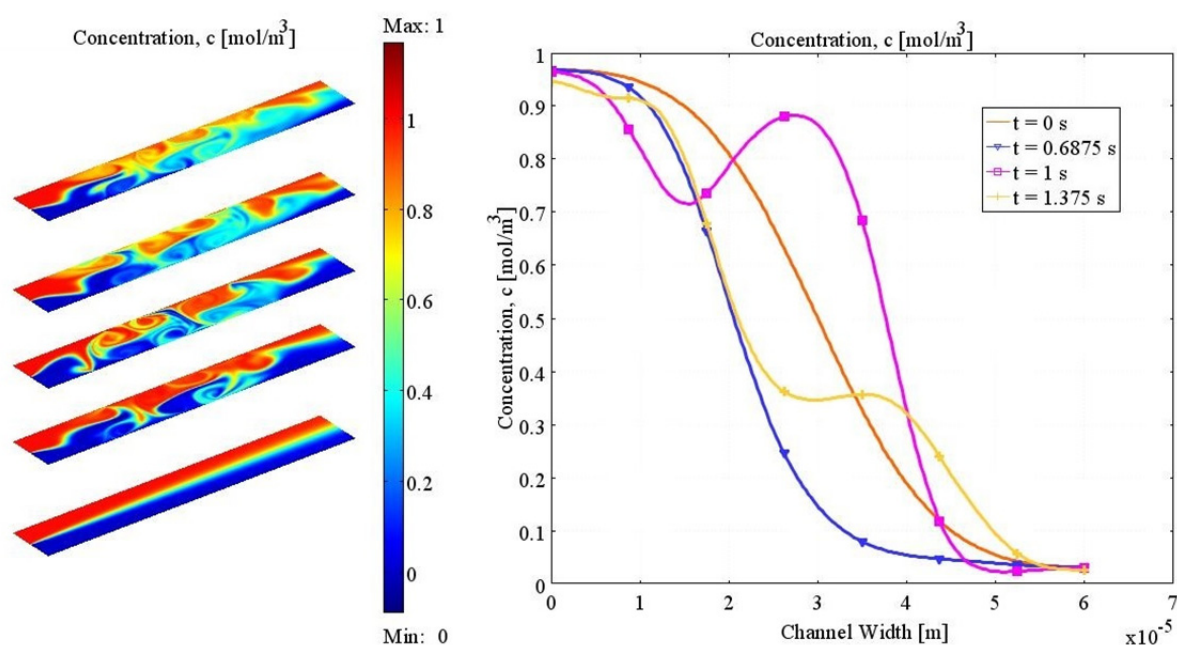 Max: 1
Concentration, c [mol/m³]
1
0.8
0.6
0.4
0.2
0
Min: 0
Concentration, c [mol/m³]
Concentration, c [mol/m³]
1
0.9
0.8
0.7
0.6
0.5
0.4
0.3
0.2
0.1
0
t = 0 s
t = 0.6875 s
t = 1 s
t = 1.375 s
0 1 2 3 4 5 6 7
Channel Width [m]
x10⁻⁵